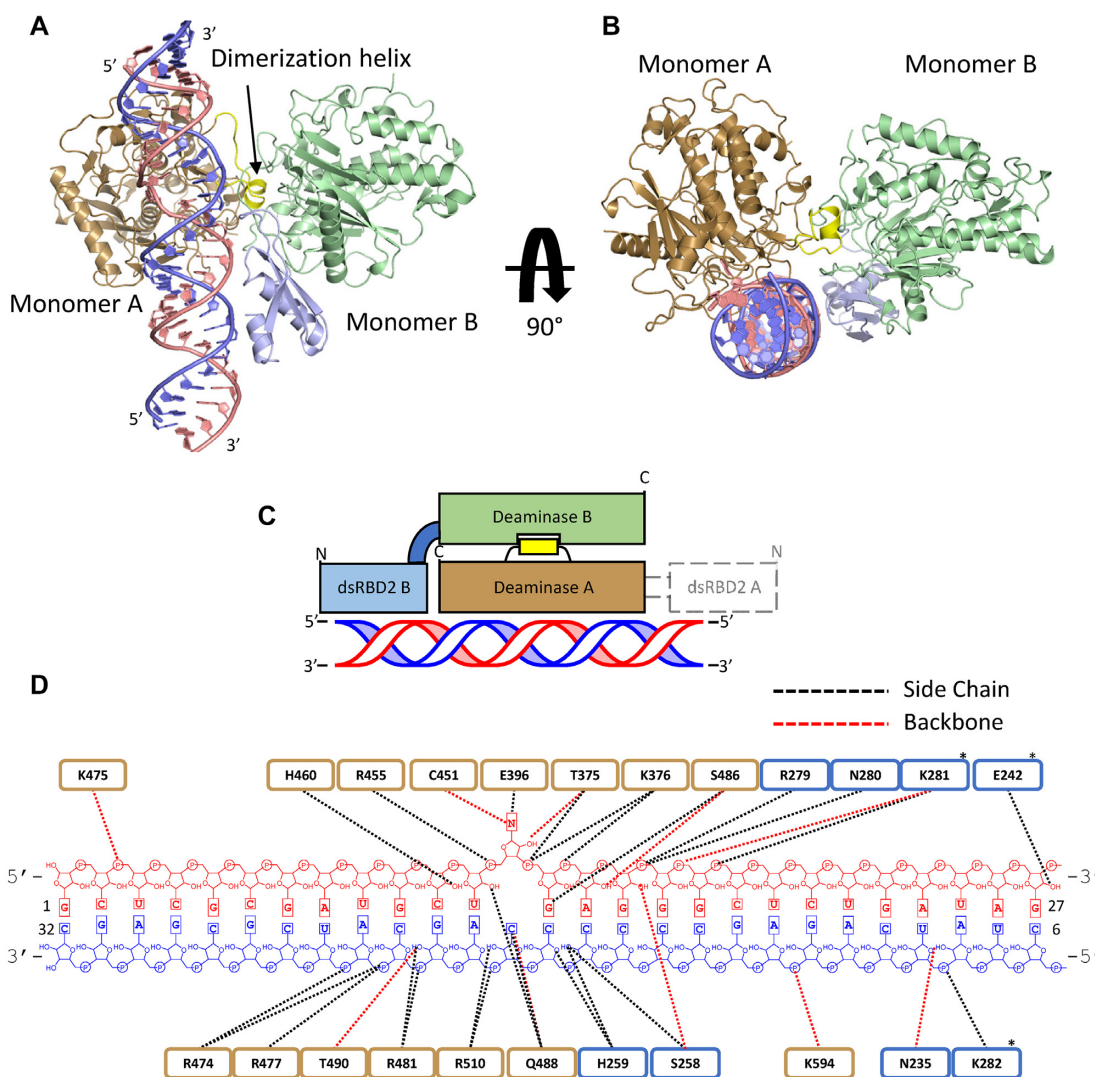 A
B
3′
5′
Dimerization helix
Monomer A
Monomer B
Monomer A
Monomer B
90°
5′
3′
C
C
Deaminase B
N
C
N
dsRBD2 B
Deaminase A
dsRBD2 A
5′
5′
3′
3′
D
Side Chain
Backbone
* *
K475 H460 R455 C451 E396 T375 K376 S486 R279 N280 K281 E242
N
5′- -3′
1 G C U C G C G A U G C U G A G G G C U C U G A U A G 27
32 C G A G C G C U A C G A C C C C C C G A G A C U A U C 6
3′- -5′
*
R474 R477 T490 R481 R510 Q488 H259 S258 K594 N235 K282